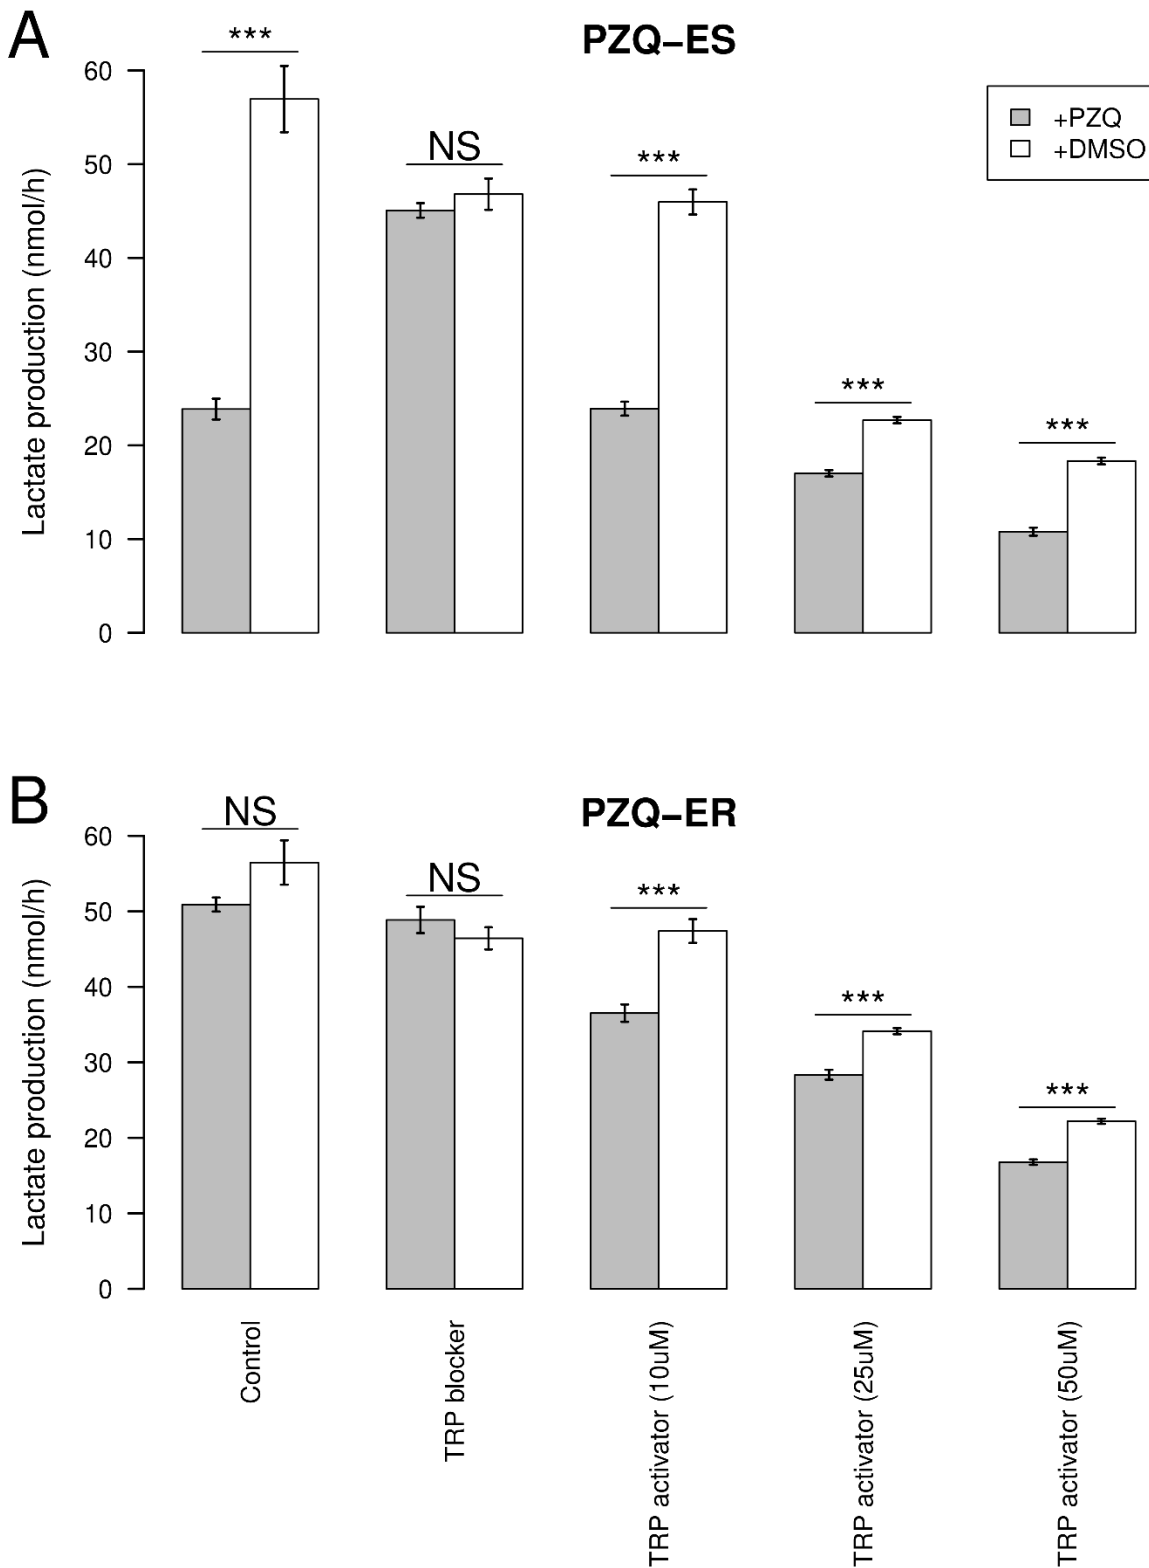 A
PZQ–ES
***
NS
***
***
***
+PZQ
+DMSO
Lactate production (nmol/h)
60
50
40
30
20
10
0
B
PZQ–ER
NS
NS
***
***
***
Lactate production (nmol/h)
60
50
40
30
20
10
0
Control
TRP blocker
TRP activator (10uM)
TRP activator (25uM)
TRP activator (50uM)